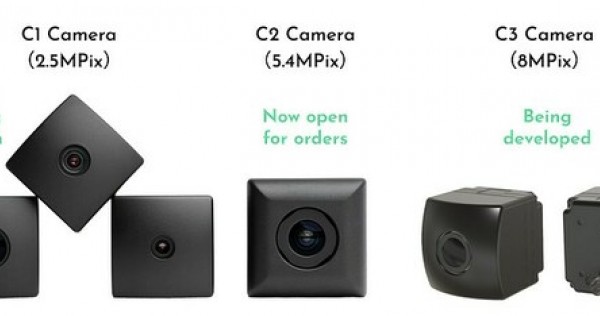 C1 Camera
(2.5MPix)
C2 Camera
(5.4MPix)
Now open
for orders
C3 Camera
(8MPix)
Being
developed